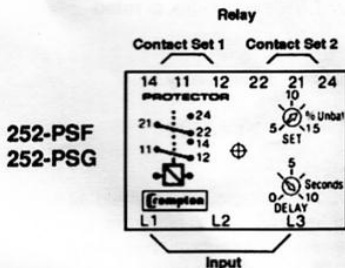 Relay
Contact Set 1 Contact Set 2
14 11 12 22 21 24
PROTECTOR
10
% Unbal
5 15
SET
24
21
22
14
11
12
252-PSF
252-PSG
5
Seconds
0 10
DELAY
Crompton
L1 L2 L3
Input